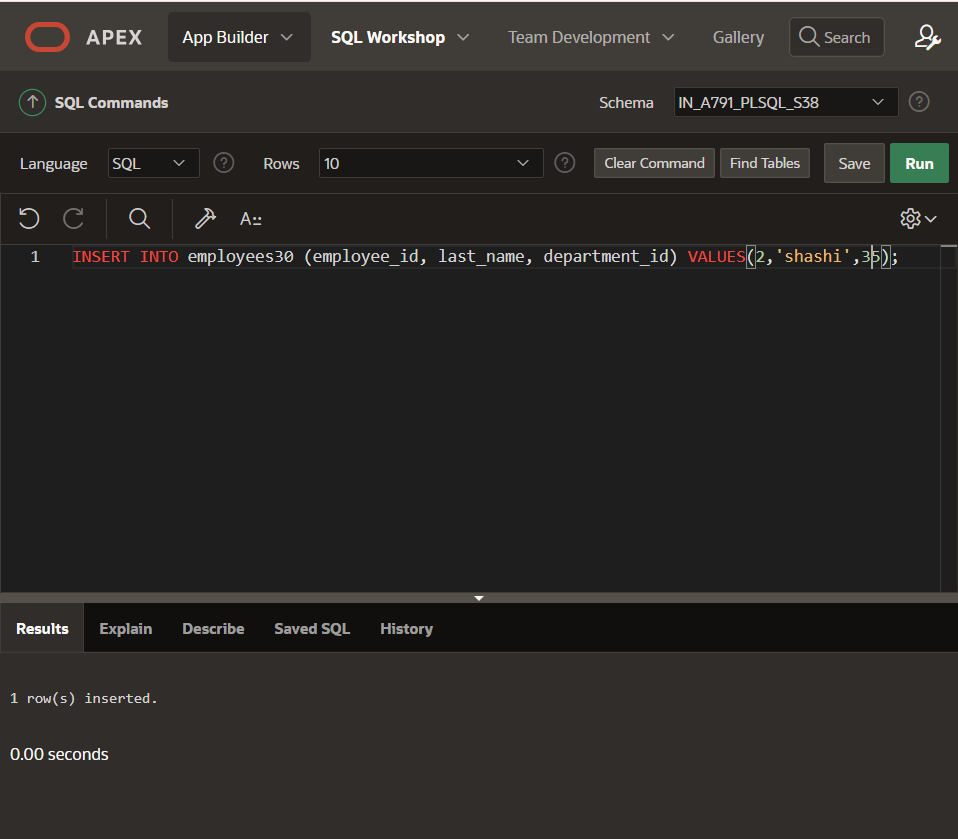 APEX App Builder SQL Workshop Team Development Gallery Search
SQL Commands Schema IN_A791_PLSQL_S38
Language SQL Rows 10 Clear Command Find Tables Save Run
A::
1 INSERT INTO employees30 (employee_id, last_name, department_id) VALUES(2,'shashi',35);
Results Explain Describe Saved SQL History
1 row(s) inserted.
0.00 seconds